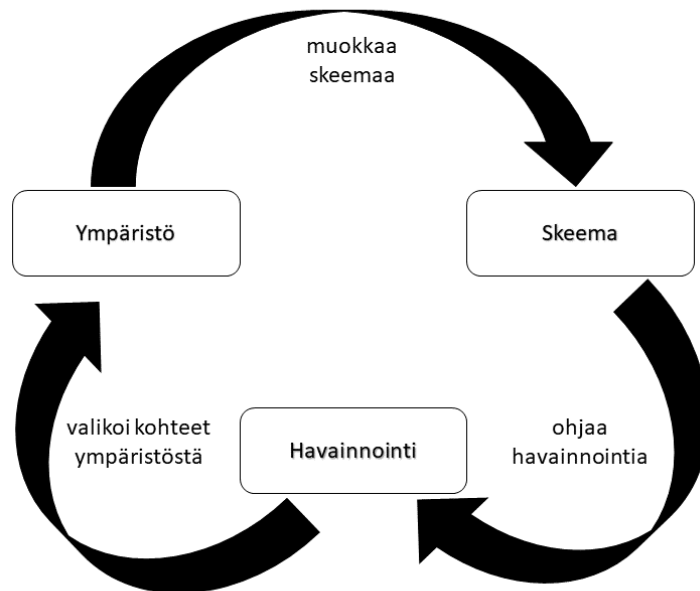 muokkaa
skeemaa
Ympäristö
Skeema
valikoi kohteet
ympäristöstä
Havainnointi
ohjaa
havainnointia